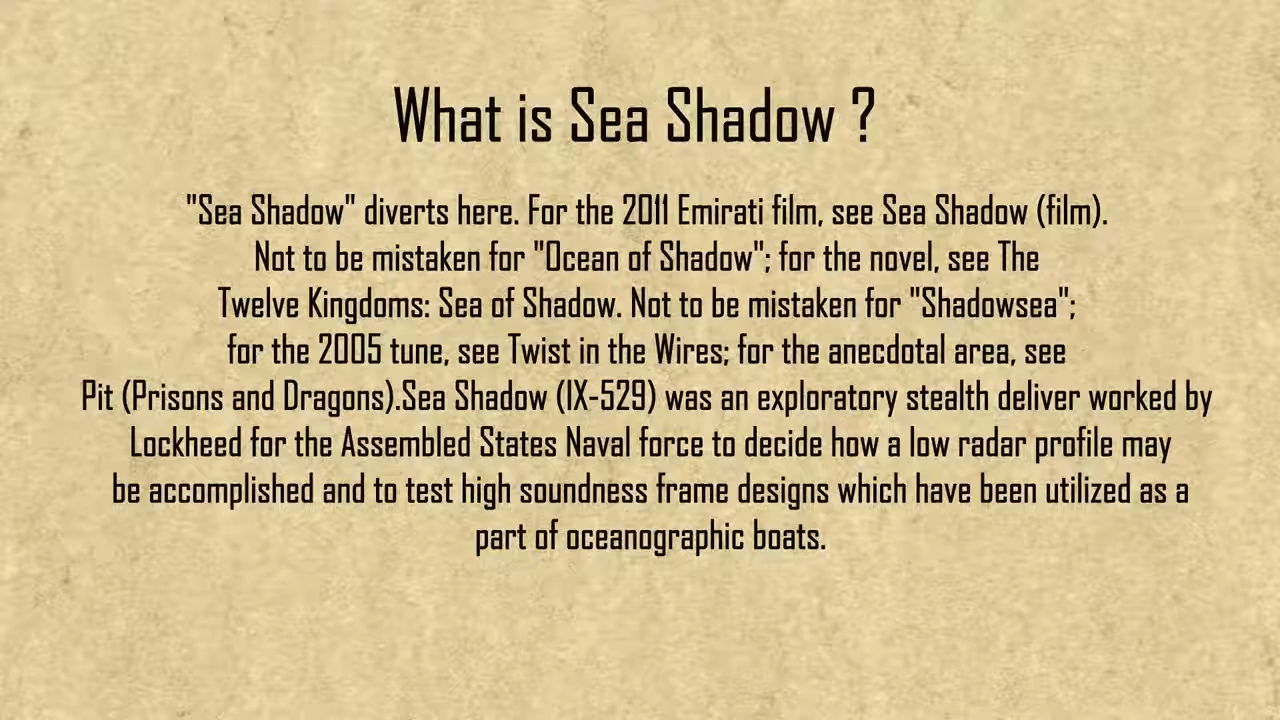 What is Sea Shadow ?
"Sea Shadow" diverts here. For the 2011 Emirati film, see Sea Shadow (film).
Not to be mistaken for "Ocean of Shadow"; for the novel, see The
Twelve Kingdoms: Sea of Shadow. Not to be mistaken for "Shadowsea";
for the 2005 tune, see Twist in the Wires; for the anecdotal area, see
Pit (Prisons and Dragons).Sea Shadow (IX-529) was an exploratory stealth deliver worked by
Lockheed for the Assembled States Naval force to decide how a low radar profile may
be accomplished and to test high soundness frame designs which have been utilized as a
part of oceanographic boats.